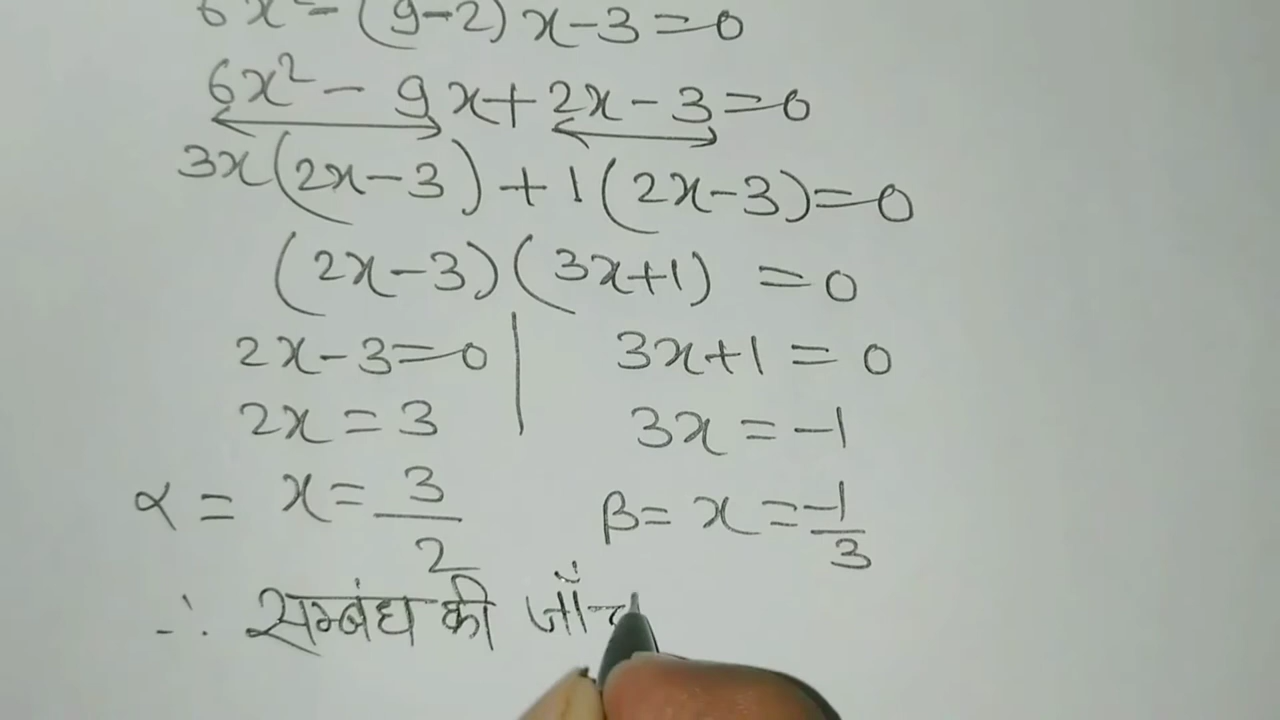 6x² - (9-2)x-3=0
6x² - 9x+2x-3=0
3x(2x-3)+1(2x-3)=0
(2x-3)(3x+1) =0
2x-3=0 3x+1=0
2x=3 3x=-1
α= x=3/2 β= x=-1/3
∴ सम्बंध की जाँच